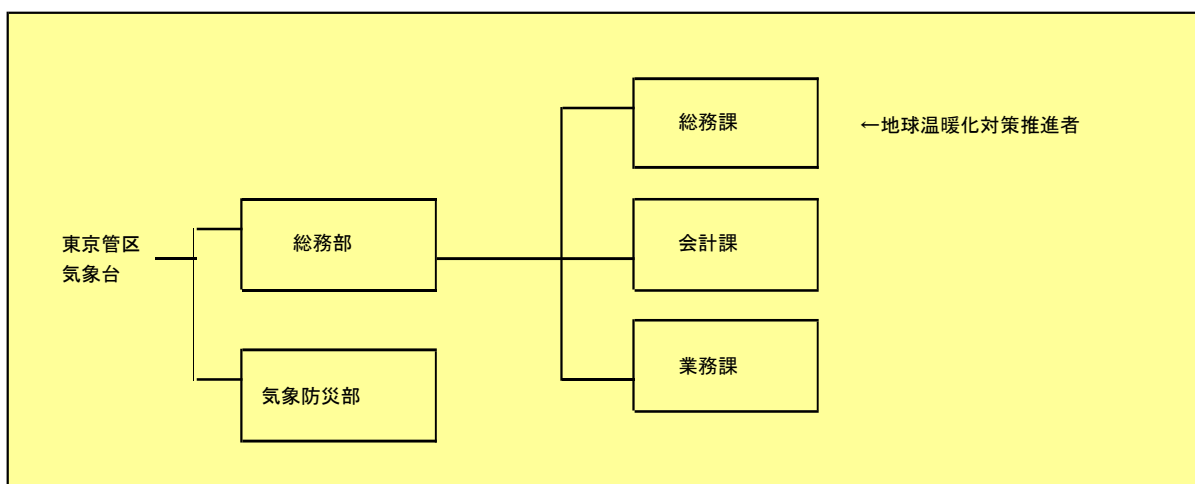 総務課
←地球温暖化対策推進者
東京管区
気象台
総務部
会計課
気象防災部
業務課